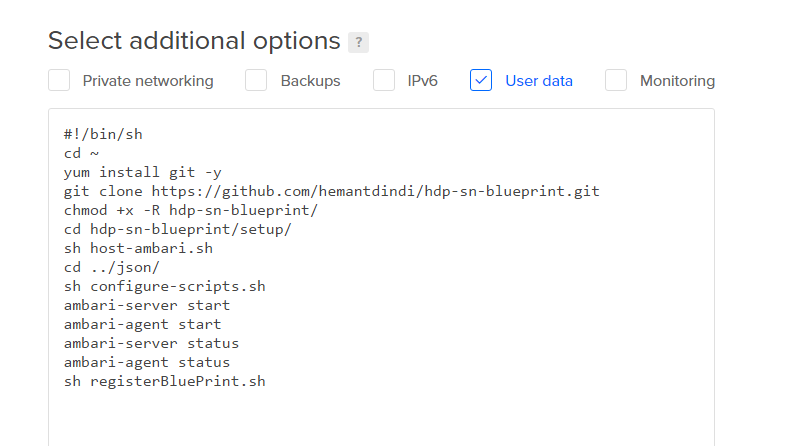 Select additional options ?
Private networking Backups IPv6 User data Monitoring
#!/bin/sh
cd ~
yum install git -y
git clone https://github.com/hemantdindi/hdp-sn-blueprint.git
chmod +x -R hdp-sn-blueprint/
cd hdp-sn-blueprint/setup/
sh host-ambari.sh
cd ../json/
sh configure-scripts.sh
ambari-server start
ambari-agent start
ambari-server status
ambari-agent status
sh registerBluePrint.sh